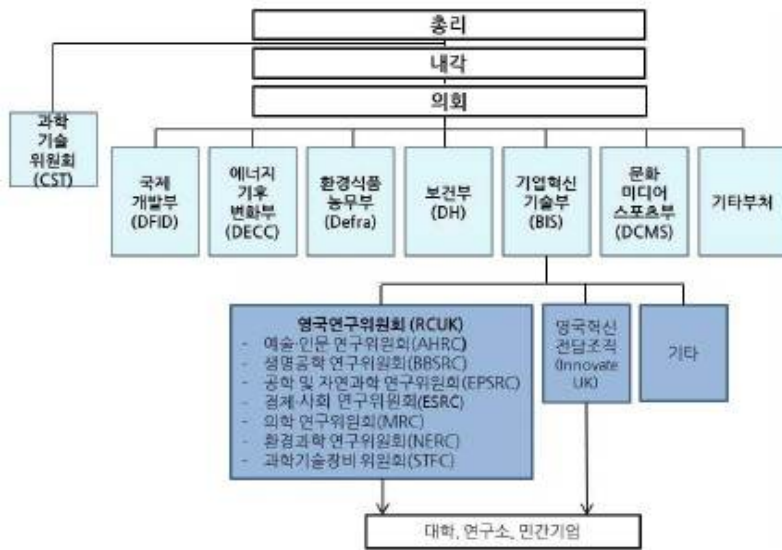 총리
내각
의회
과학
기술
위원회
(CST)
국제
개발부
(DFID)
에너지
기후
변화부
(DECC)
환경식품
농무부
(Defra)
보건부
(DH)
기업혁신
기술부
(BIS)
문화
미디어
스포츠부
(DCMS)
기타부처
영국연구위원회 (RCUK)
- 예술·인문 연구위원회(AHRC)
- 생명공학 연구위원회(BBSRC)
- 공학 및 자연과학 연구위원회(EPSRC)
- 경제·사회 연구위원회(ESRC)
- 의학 연구위원회(MRC)
- 환경과학 연구위원회(NERC)
- 과학기술장비 위원회(STFC)
영국혁신
전담조직
(Innovate
UK)
기타
대학, 연구소, 민간기업